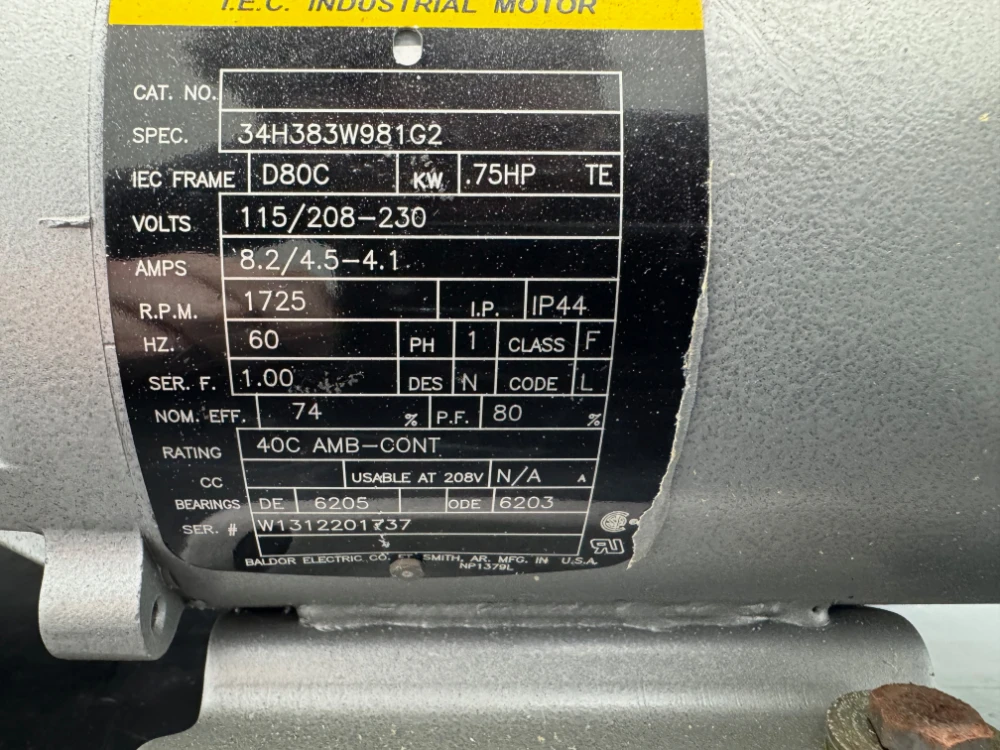 I.E.C. INDUSTRIAL MOTOR
CAT. NO.
SPEC. 34H383W981G2
IEC FRAME D80C KW .75HP TE
VOLTS 115/208-230
AMPS 8.2/4.5-4.1
R.P.M. 1725 I.P. IP44
HZ. 60 PH 1 CLASS F
SER. F. 1.00 DES N CODE L
NOM. EFF. 74 % P.F. 80 %
RATING 40C AMB-CONT
CC USABLE AT 208V N/A A
BEARINGS DE 6205 ODE 6203
SER. # W1312201737
BALDOR ELECTRIC CO. FT. SMITH, AR. MFG. IN U.S.A.
NP1379L